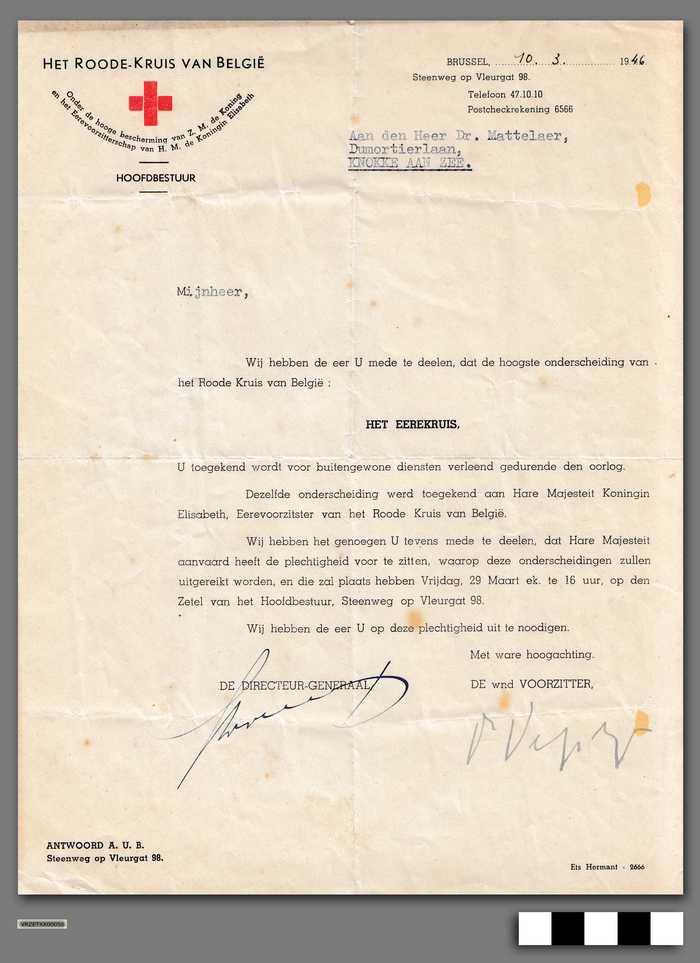 HET ROODE-KRUIS VAN BELGIË
Onder de hooge bescherming van Z. M. de Koning
en het Eerevoorzitterschap van H. M. de Koningin Elisabeth
HOOFDBESTUUR
BRUSSEL, 10. 3. 1946
Steenweg op Vleurgat 98.
Telefoon 47.10.10
Postcheckrekening 6566
Aan den Heer Dr. Mattelaer,
Dumortierlaan,
KNOKKE AAN ZEE.
Mijnheer,
Wij hebben de eer U mede te deelen, dat de hoogste onderscheiding van
het Roode Kruis van België :
HET EEREKRUIS,
U toegekend wordt voor buitengewone diensten verleend gedurende den oorlog.
Dezelfde onderscheiding werd toegekend aan Hare Majesteit Koningin
Elisabeth, Eerevoorzitster van het Roode Kruis van België.
Wij hebben het genoegen U tevens mede te deelen, dat Hare Majesteit
aanvaard heeft de plechtigheid voor te zitten, waarop deze onderscheidingen zullen
uitgereikt worden, en die zal plaats hebben Vrijdag, 29 Maart ek. te 16 uur, op den
Zetel van het Hoofdbestuur, Steenweg op Vleurgat 98.
Wij hebben de eer U op deze plechtigheid uit te noodigen.
Met ware hoogachting.
DE DIRECTEUR-GENERAAL,
DE wnd VOORZITTER,
ANTWOORD A. U. B.
Steenweg op Vleurgat 98.
Ets Hermant - 2666